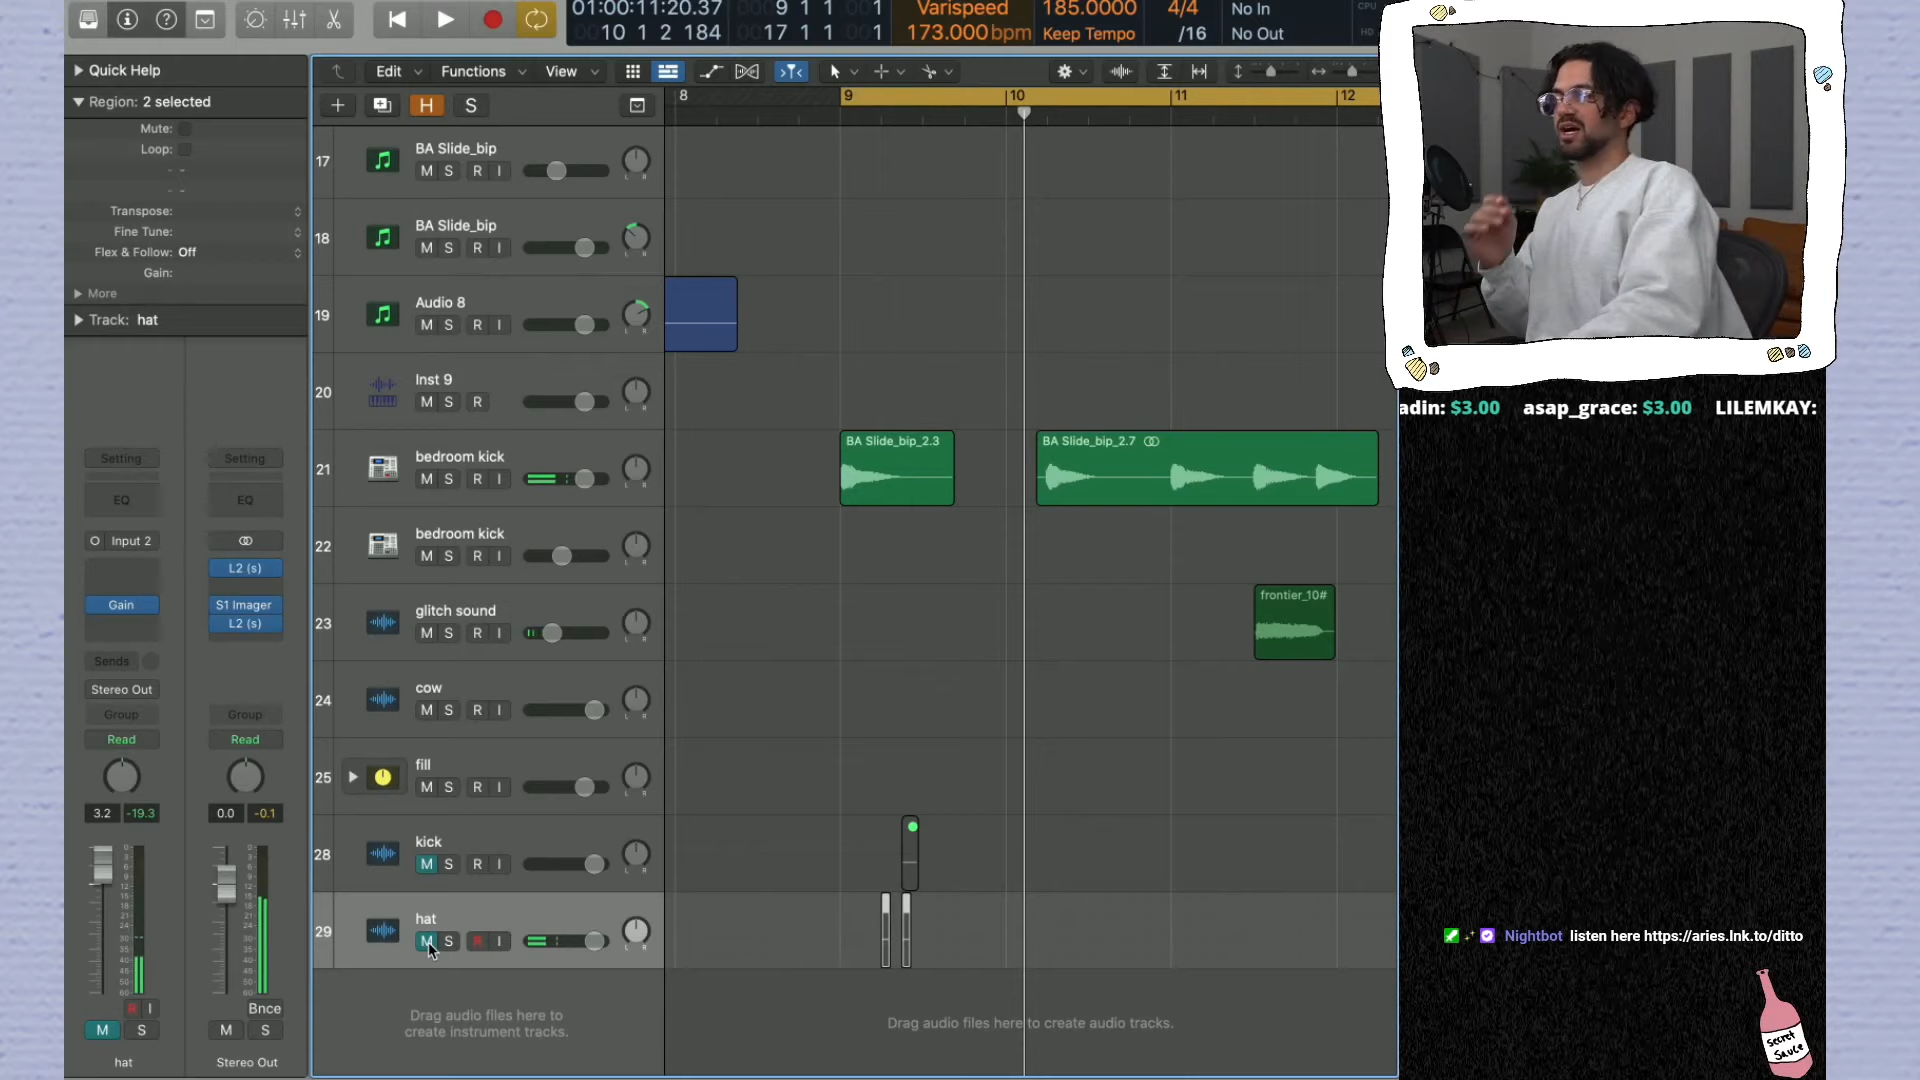 01:00:11:20.37
9 1 1 1
Varispeed
185.0000
4/4
No In
CPU
10 1 2 184
17 1 1 1
173.000bpm
Keep Tempo
/16
No Out
HD
Quick Help
Edit
Functions
View
Region: 2 selected
H
S
8
9
10
11
12
Mute:
Loop:
Transpose:
Fine Tune:
Flex & Follow: Off
Gain:
More
Track: hat
17
BA Slide_bip
M S R I
L R
18
BA Slide_bip
M S R I
L R
19
Audio 8
M S R I
L R
20
Inst 9
M S R
L R
21
bedroom kick
M S R I
L R
BA Slide_bip_2.3
BA Slide_bip_2.7
22
bedroom kick
M S R I
L R
23
glitch sound
M S R I
L R
frontier_10#
24
cow
M S R I
L R
25
fill
M S R I
L R
28
kick
M S R I
L R
29
hat
M S R I
L R
Drag audio files here to
create instrument tracks.
Drag audio files here to create audio tracks.
Setting
Setting
EQ
EQ
Input 2
L2 (s)
Gain
S1 Imager
L2 (s)
Sends
Stereo Out
Group
Group
Read
Read
3.2 -19.3
0.0 -0.1
R I
Bnce
M S
M S
hat
Stereo Out
adin: $3.00 asap_grace: $3.00 LILEMKAY:
Nightbot listen here https://aries.lnk.to/ditto
secret
sauce